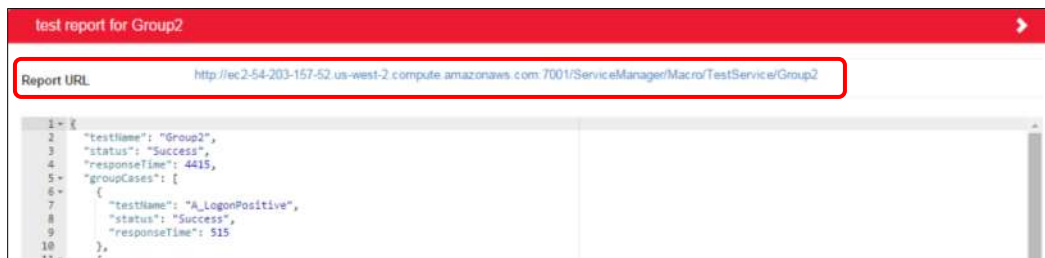 test report for Group2
Report URL http://ec2-54-203-157-52.us-west-2.compute.amazonaws.com:7001/ServiceManager/Macro/TestService/Group2
1 {
2 "testName": "Group2",
3 "status": "Success",
4 "responseTime": 4415,
5 "groupCases": [
6 {
7 "testName": "A_LogonPositive",
8 "status": "Success",
9 "responseTime": 515
10 },